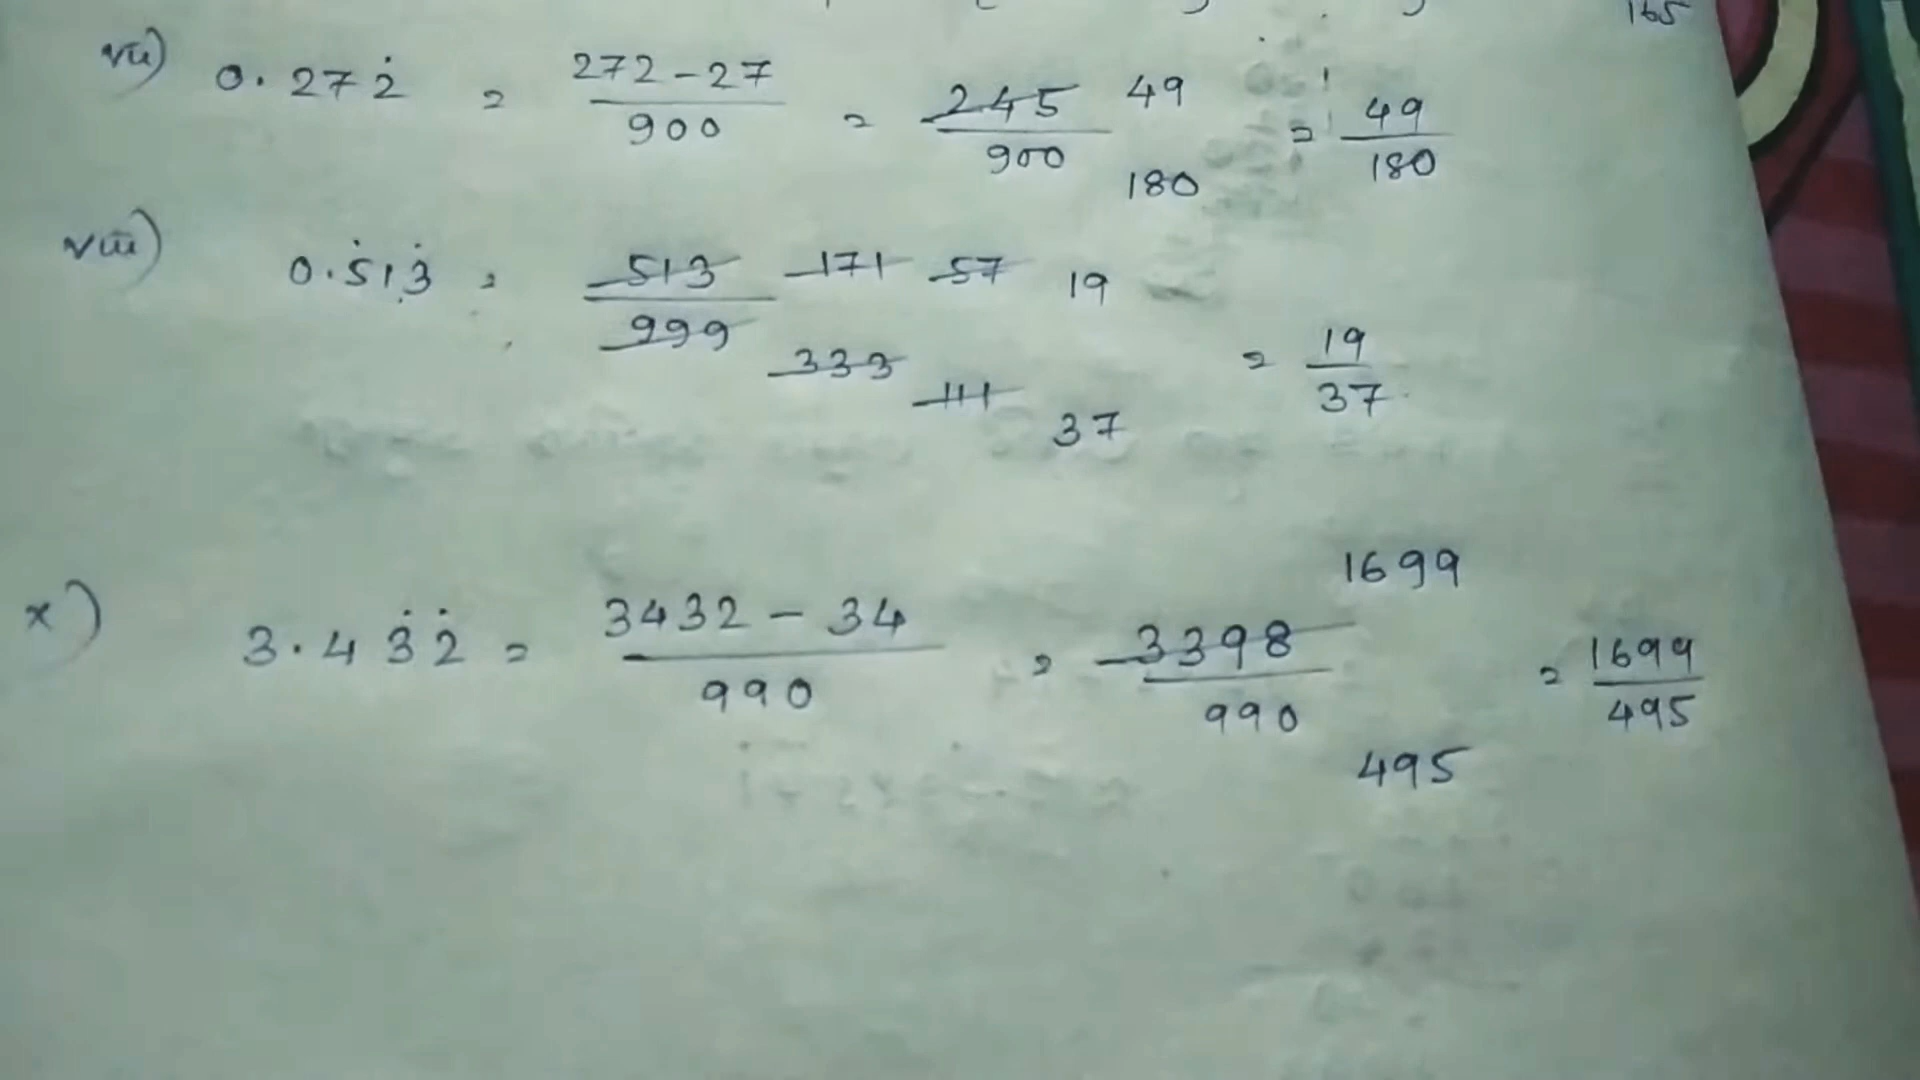 165
vii) 0.272̇ = 272 - 27 / 900 = 245 / 900 49 180 = 49 / 180
viii) 0.5̇13̇ = 513 / 999 171 57 19 333 111 37 = 19 / 37
x) 3.43̇2̇ = 3432 - 34 / 990 = 3398 / 990 1699 495 = 1699 / 495